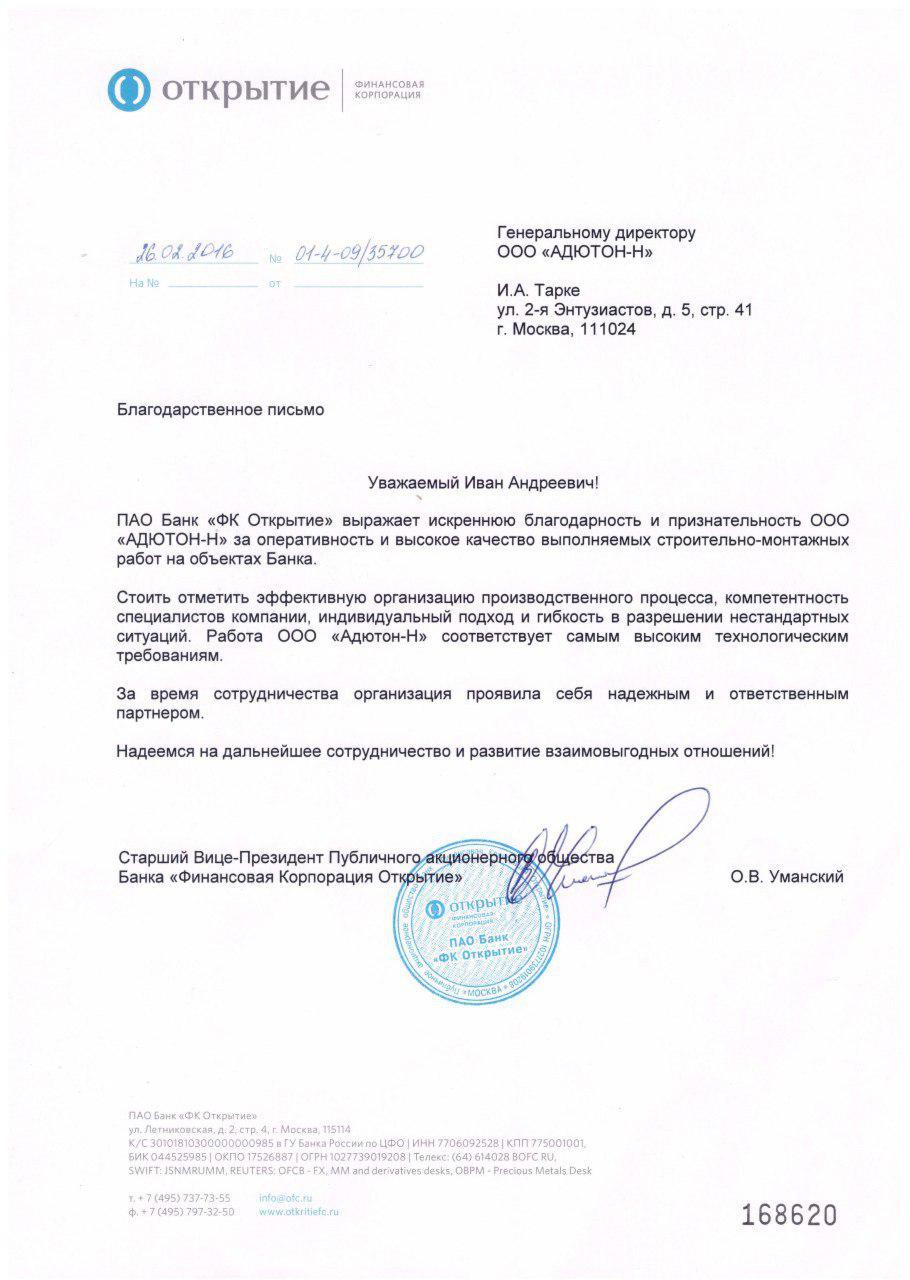 открытие
ФИНАНСОВАЯ
КОРПОРАЦИЯ
26.02.2016 № 01-4-09/35700
На № от
Генеральному директору
ООО «АДЮТОН-Н»
И.А. Тарке
ул. 2-я Энтузиастов, д. 5, стр. 41
г. Москва, 111024
Благодарственное письмо
Уважаемый Иван Андреевич!
ПАО Банк «ФК Открытие» выражает искреннюю благодарность и признательность ООО
«АДЮТОН-Н» за оперативность и высокое качество выполняемых строительно-монтажных
работ на объектах Банка.
Стоить отметить эффективную организацию производственного процесса, компетентность
специалистов компании, индивидуальный подход и гибкость в разрешении нестандартных
ситуаций. Работа ООО «Адютон-Н» соответствует самым высоким технологическим
требованиям.
За время сотрудничества организация проявила себя надежным и ответственным
партнером.
Надеемся на дальнейшее сотрудничество и развитие взаимовыгодных отношений!
Старший Вице-Президент Публичного акционерного общества
Банка «Финансовая Корпорация Открытие»
О.В. Уманский
открытие
ФИНАНСОВАЯ
КОРПОРАЦИЯ
ПАО Банк
«ФК Открытие»
Публичное акционерное общество
ОГРН 1027739019208
МОСКВА
ПАО Банк «ФК Открытие»
ул. Летниковская, д. 2, стр. 4, г. Москва, 115114
К/С 30101810300000000985 в ГУ Банка России по ЦФО | ИНН 7706092528 | КПП 775001001,
БИК 044525985 | ОКПО 17526887 | ОГРН 1027739019208 | Телекс: (64) 614028 BOFC RU,
SWIFT: JSNMRUMM, REUTERS: OFCB - FX, MM and derivatives desks, OBPM - Precious Metals Desk
т. + 7 (495) 737-73-55 info@ofc.ru
ф. + 7 (495) 797-32-50 www.otkritiefc.ru
168620